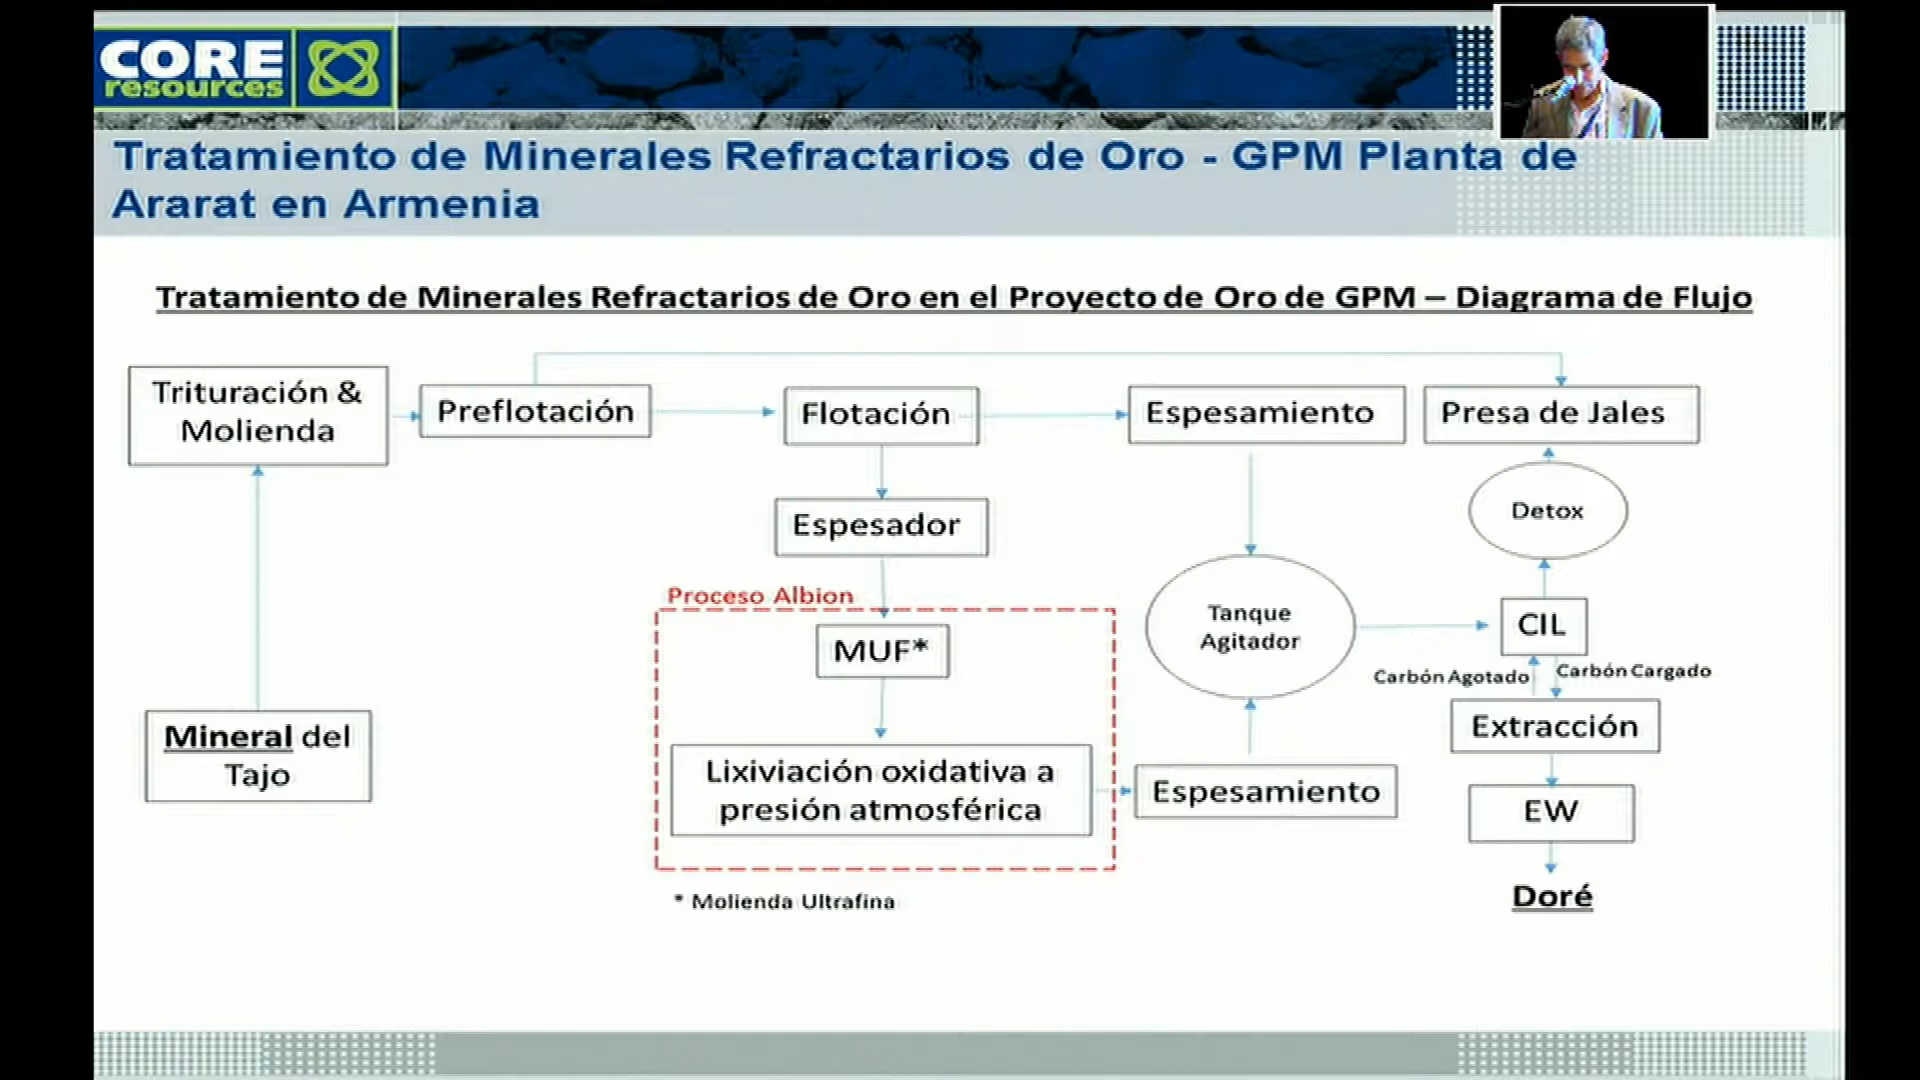 CORE
resources
Tratamiento de Minerales Refractarios de Oro - GPM Planta de
Ararat en Armenia
Tratamiento de Minerales Refractarios de Oro en el Proyecto de Oro de GPM – Diagrama de Flujo
Trituración &
Molienda
Preflotación
Flotación
Espesamiento
Presa de Jales
Espesador
Detox
Proceso Albion
MUF*
Tanque
Agitador
CIL
Carbón Agotado
Carbón Cargado
Mineral del
Tajo
Lixiviación oxidativa a
presión atmosférica
Espesamiento
Extracción
EW
Doré
* Molienda Ultrafina